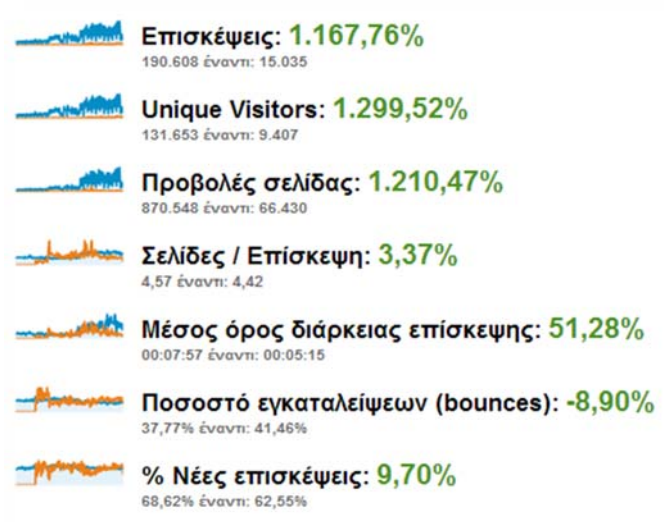 Επισκέψεις: 1.167,76%
190.608 έναντι: 15.035
Unique Visitors: 1.299,52%
131.653 έναντι: 9.407
Προβολές σελίδας: 1.210,47%
870.548 έναντι: 66.430
Σελίδες / Επίσκεψη: 3,37%
4,57 έναντι: 4,42
Μέσος όρος διάρκειας επίσκεψης: 51,28%
00:07:57 έναντι: 00:05:15
Ποσοστό εγκαταλείψεων (bounces): -8,90%
37,77% έναντι: 41,46%
% Νέες επισκέψεις: 9,70%
68,62% έναντι: 62,55%